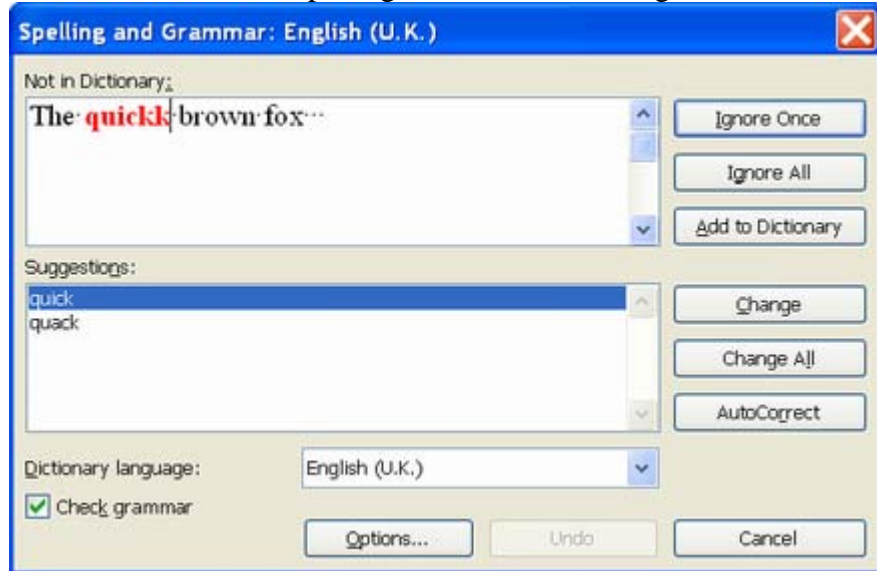 Spelling and Grammar: English (U.K.)
Not in Dictionary:
The quickk brown fox...
Ignore Once
Ignore All
Add to Dictionary
Suggestions:
quick
quack
Change
Change All
AutoCorrect
Dictionary language:
English (U.K.)
Check grammar
Options...
Undo
Cancel